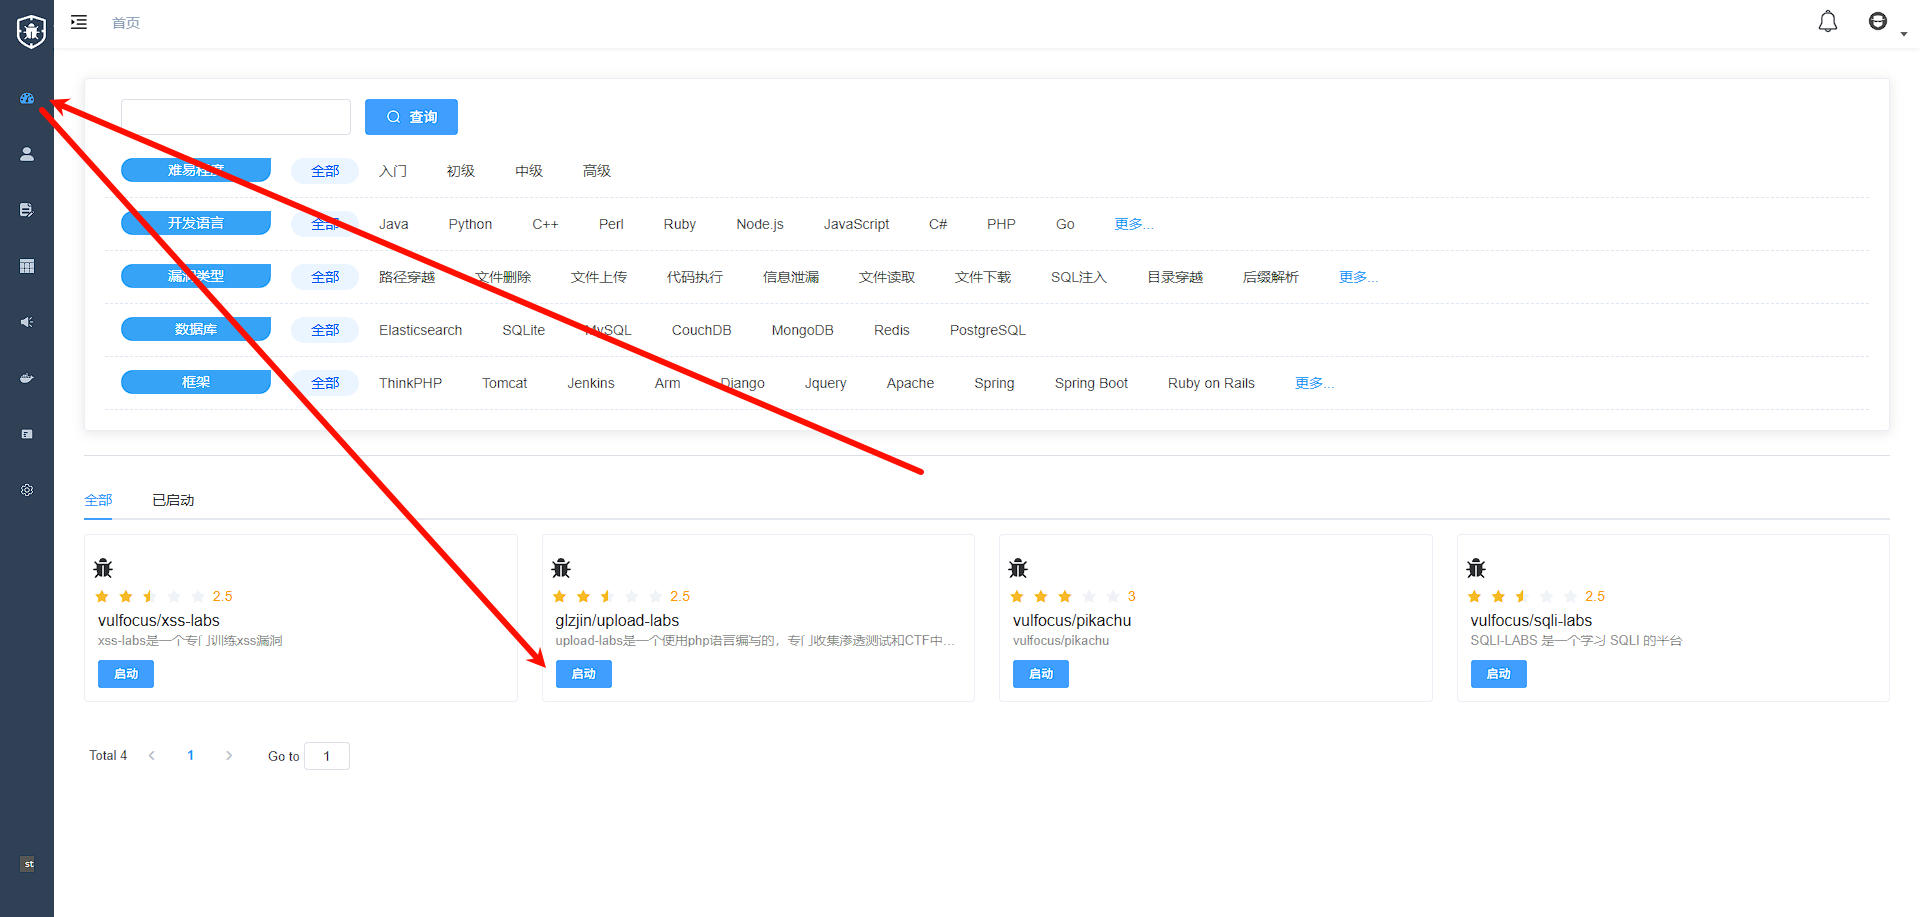 首页
查询
难易程度 全部 入门 初级 中级 高级
开发语言 全部 Java Python C++ Perl Ruby Node.js JavaScript C# PHP Go 更多...
漏洞类型 全部 路径穿越 文件删除 文件上传 代码执行 信息泄漏 文件读取 文件下载 SQL注入 目录穿越 后缀解析 更多...
数据库 全部 Elasticsearch SQLite MySQL CouchDB MongoDB Redis PostgreSQL
框架 全部 ThinkPHP Tomcat Jenkins Arm Django Jquery Apache Spring Spring Boot Ruby on Rails 更多...
全部 已启动
2.5
vulfocus/xss-labs
xss-labs是一个专门训练xss漏洞
启动
2.5
glzjin/upload-labs
upload-labs是一个使用php语言编写的，专门收集渗透测试和CTF中...
启动
3
vulfocus/pikachu
vulfocus/pikachu
启动
2.5
vulfocus/sqli-labs
SQLI-LABS 是一个学习 SQLI 的平台
启动
Total 4 1 Go to 1
st